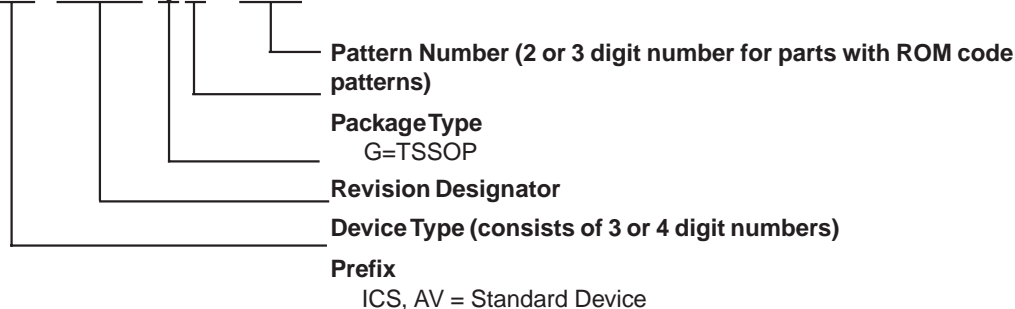 Pattern Number (2 or 3 digit number for parts with ROM code
patterns)
Package Type
G=TSSOP
Revision Designator
Device Type (consists of 3 or 4 digit numbers)
Prefix
ICS, AV = Standard Device